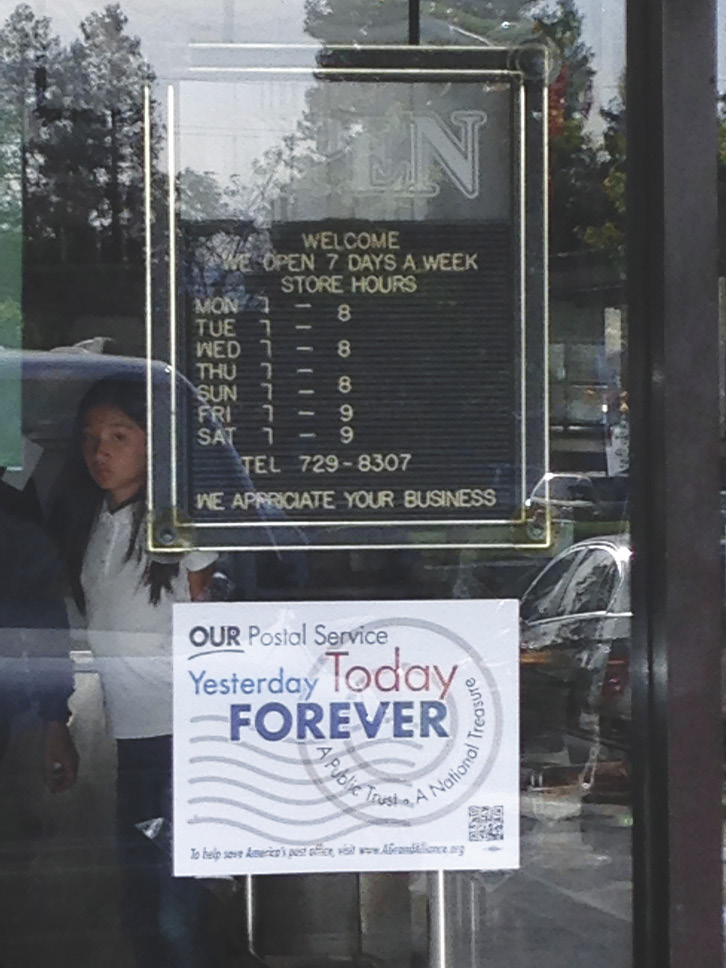 EN
WELCOME
WE OPEN 7 DAYS A WEEK
STORE HOURS
MON 7 - 8
TUE 7 -
WED 7 - 8
THU 7 -
SUN 7 - 8
FRI 7 - 9
SAT 7 - 9
TEL 729-8307
WE APPRICIATE YOUR BUSINESS
OUR Postal Service
Yesterday Today
FOREVER
A Public Trust • A National Treasure
To help save America's post office, visit www.AGrandAlliance.org